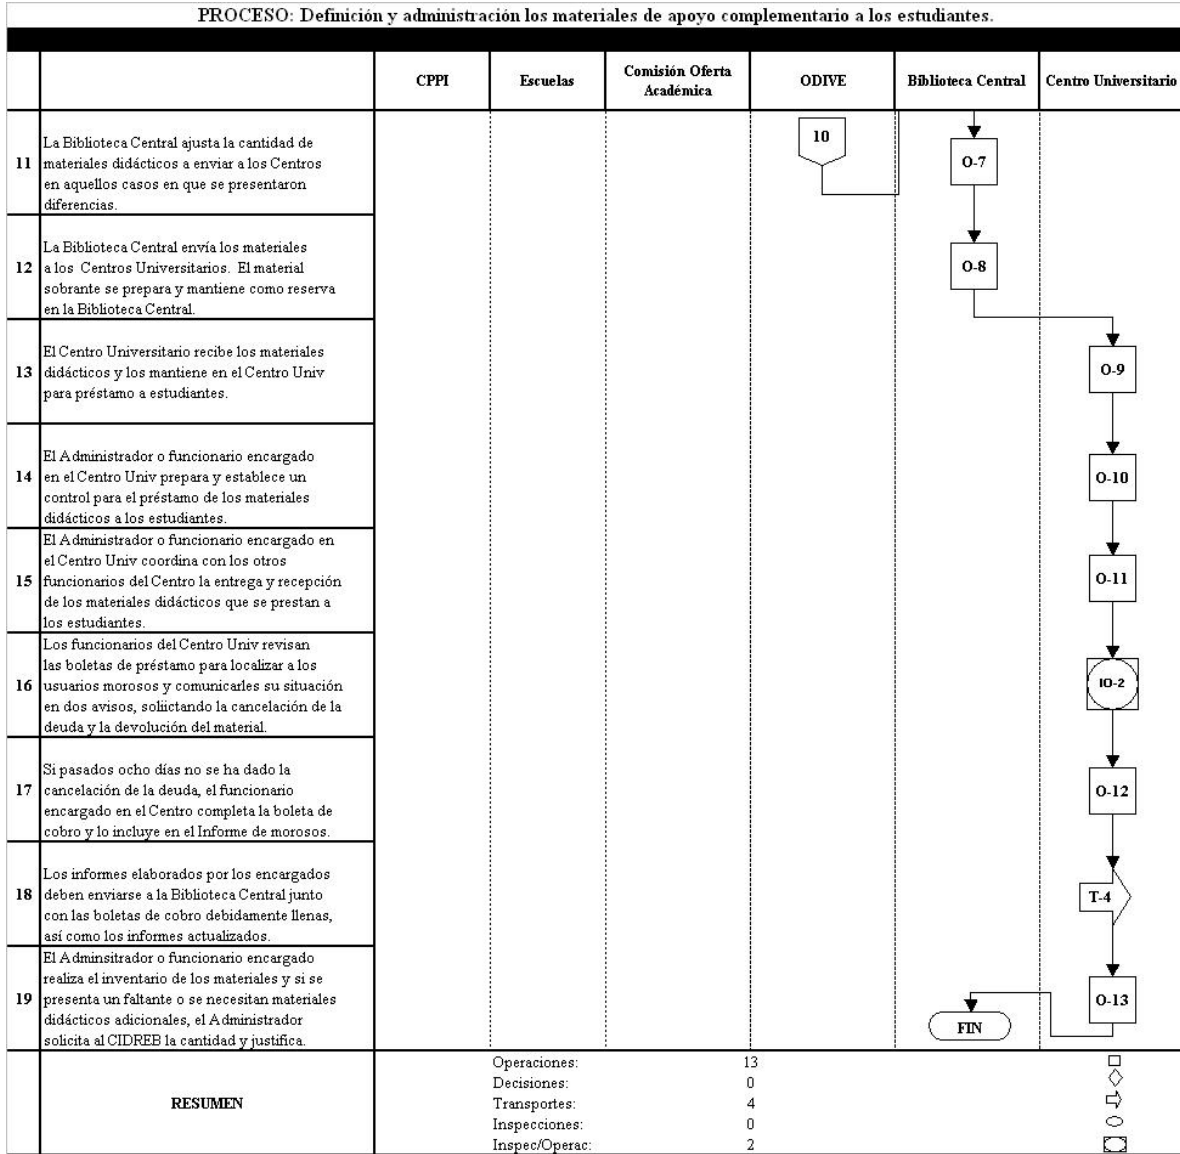 PROCESO: Definición y administración los materiales de apoyo complementario a los estudiantes.
CPPI
Escuelas
Comisión Oferta
Académica
ODIVE
Biblioteca Central
Centro Universitario
11
La Biblioteca Central ajusta la cantidad de
materiales didácticos a enviar a los Centros
en aquellos casos en que se presentaron
diferencias.
10
O-7
12
La Biblioteca Central envía los materiales
a los Centros Universitarios. El material
sobrante se prepara y mantiene como reserva
en la Biblioteca Central.
O-8
13
El Centro Universitario recibe los materiales
didácticos y los mantiene en el Centro Univ
para préstamo a estudiantes.
O-9
14
El Administrador o funcionario encargado
en el Centro Univ prepara y establece un
control para el préstamo de los materiales
didácticos a los estudiantes.
O-10
15
El Administrador o funcionario encargado en
el Centro Univ coordina con los otros
funcionarios del Centro la entrega y recepción
de los materiales didácticos que se prestan a
los estudiantes.
O-11
16
Los funcionarios del Centro Univ revisan
las boletas de préstamo para localizar a los
usuarios morosos y comunicarles su situación
en dos avisos, soliictando la cancelación de la
deuda y la devolución del material.
IO-2
17
Si pasados ocho días no se ha dado la
cancelación de la deuda, el funcionario
encargado en el Centro completa la boleta de
cobro y lo incluye en el Informe de morosos.
O-12
18
Los informes elaborados por los encargados
deben enviarse a la Biblioteca Central junto
con las boletas de cobro debidamente llenas,
así como los informes actualizados.
T-4
19
El Adminsitrador o funcionario encargado
realiza el inventario de los materiales y si se
presenta un faltante o se necesitan materiales
didácticos adicionales, el Administrador
solicita al CIDREB la cantidad y justifica.
O-13
FIN
RESUMEN
Operaciones: 13
Decisiones: 0
Transportes: 4
Inspecciones: 0
Inspec/Operac: 2